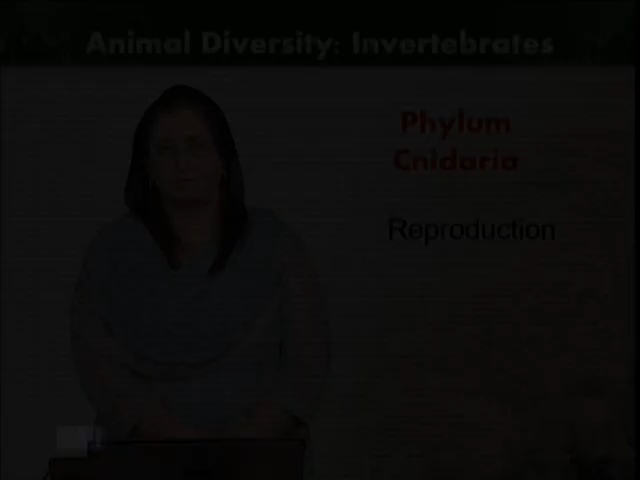 Animal Diversity: Invertebrates
Phylum
Cnidaria
Reproduction